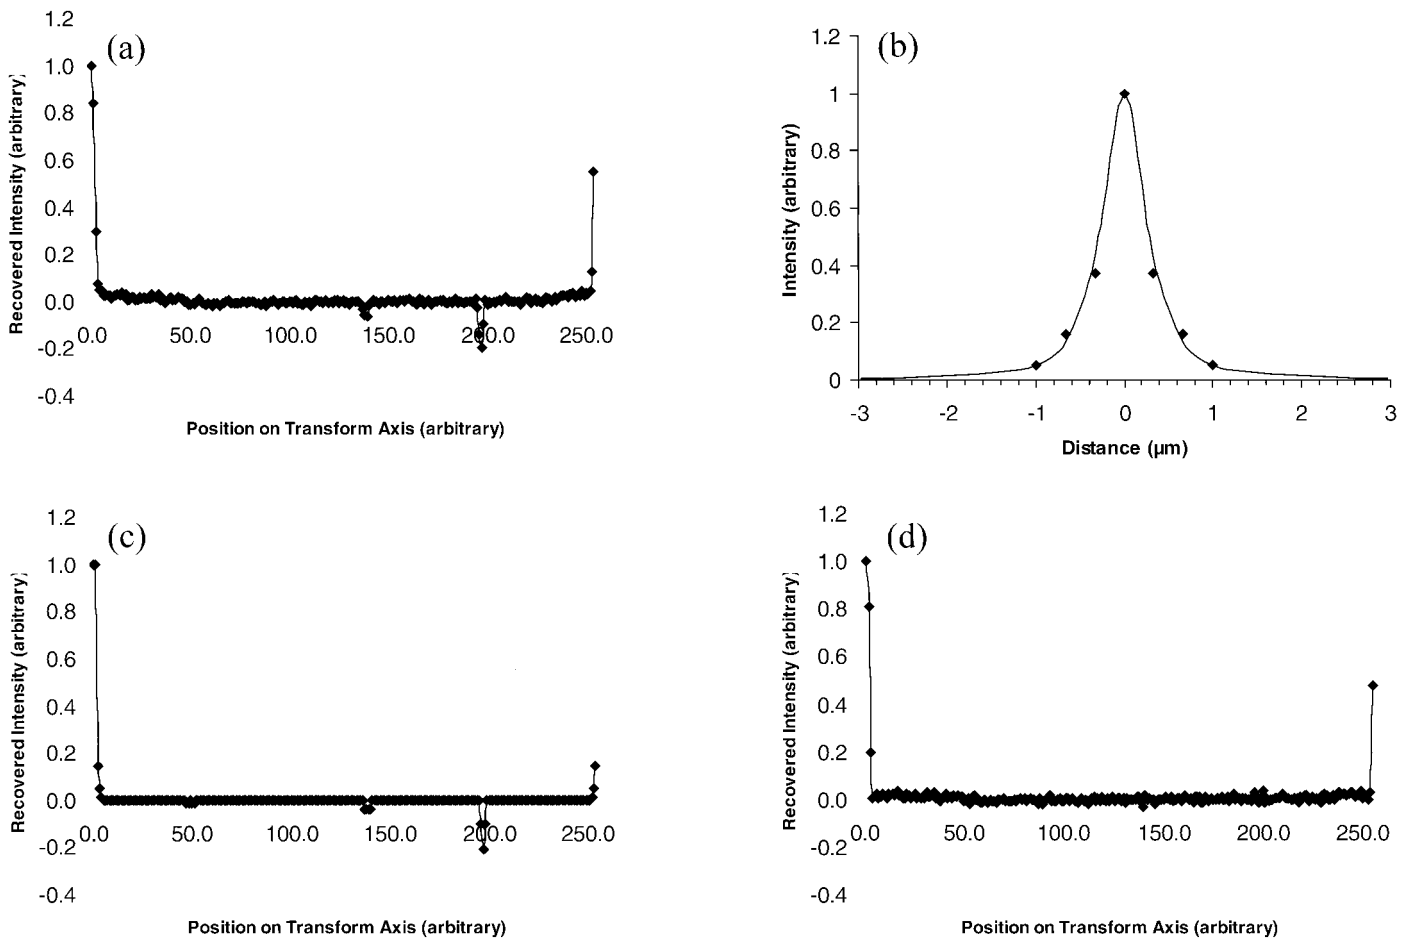 (a)
1.2
1.0
0.8
0.6
0.4
0.2
0.0
-0.2
-0.4
0.0 50.0 100.0 150.0 200.0 250.0
Recovered Intensity (arbitrary)
Position on Transform Axis (arbitrary)
(b)
1.2
1
0.8
0.6
0.4
0.2
0
-3 -2 -1 0 1 2 3
Intensity (arbitrary)
Distance (µm)
(c)
1.2
1.0
0.8
0.6
0.4
0.2
0.0
-0.2
-0.4
0.0 50.0 100.0 150.0 200.0 250.0
Recovered Intensity (arbitrary)
Position on Transform Axis (arbitrary)
(d)
1.2
1.0
0.8
0.6
0.4
0.2
0.0
-0.2
-0.4
0.0 50.0 100.0 150.0 200.0 250.0
Recovered Intensity (arbitrary)
Position on Transform Axis (arbitrary)